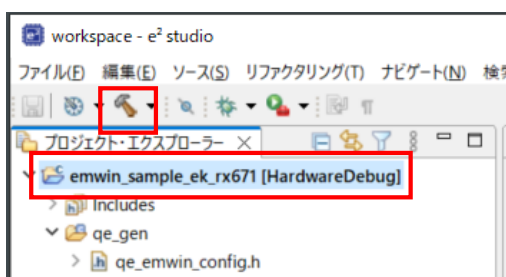 workspace - e² studio
ファイル(F) 編集(E) ソース(S) リファクタリング(T) ナビゲート(N)
プロジェクト・エクスプローラー
emwin_sample_ek_rx671 [HardwareDebug]
Includes
qe_gen
qe_emwin_config.h